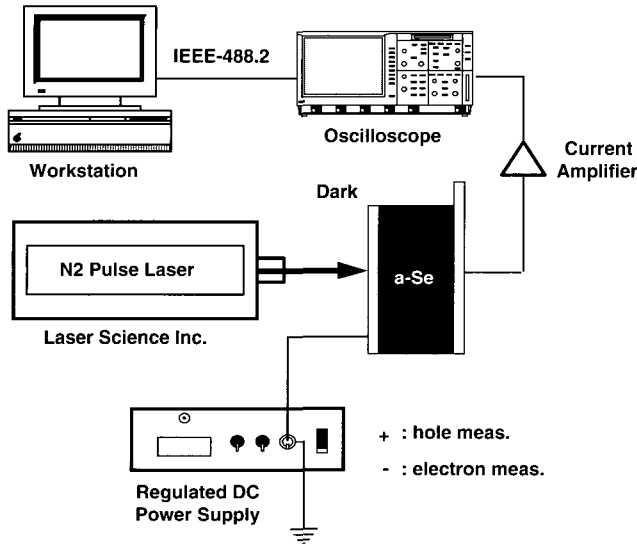 IEEE-488.2
Workstation
Oscilloscope
Current
Amplifier
Dark
N2 Pulse Laser
a-Se
Laser Science Inc.
+ : hole meas.
- : electron meas.
Regulated DC
Power Supply